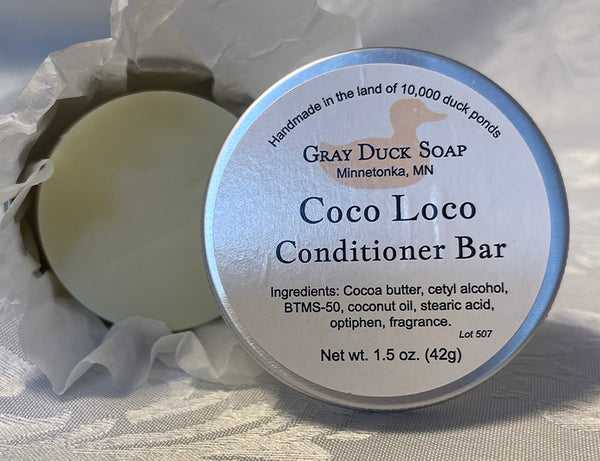 Handmade in the land of 10,000 duck ponds
GRAY DUCK SOAP
Minnetonka, MN
Coco Loco
Conditioner Bar
Ingredients: Cocoa butter, cetyl alcohol,
BTMS-50, coconut oil, stearic acid,
optiphen, fragrance.
Lot 507
Net wt. 1.5 oz. (42g)